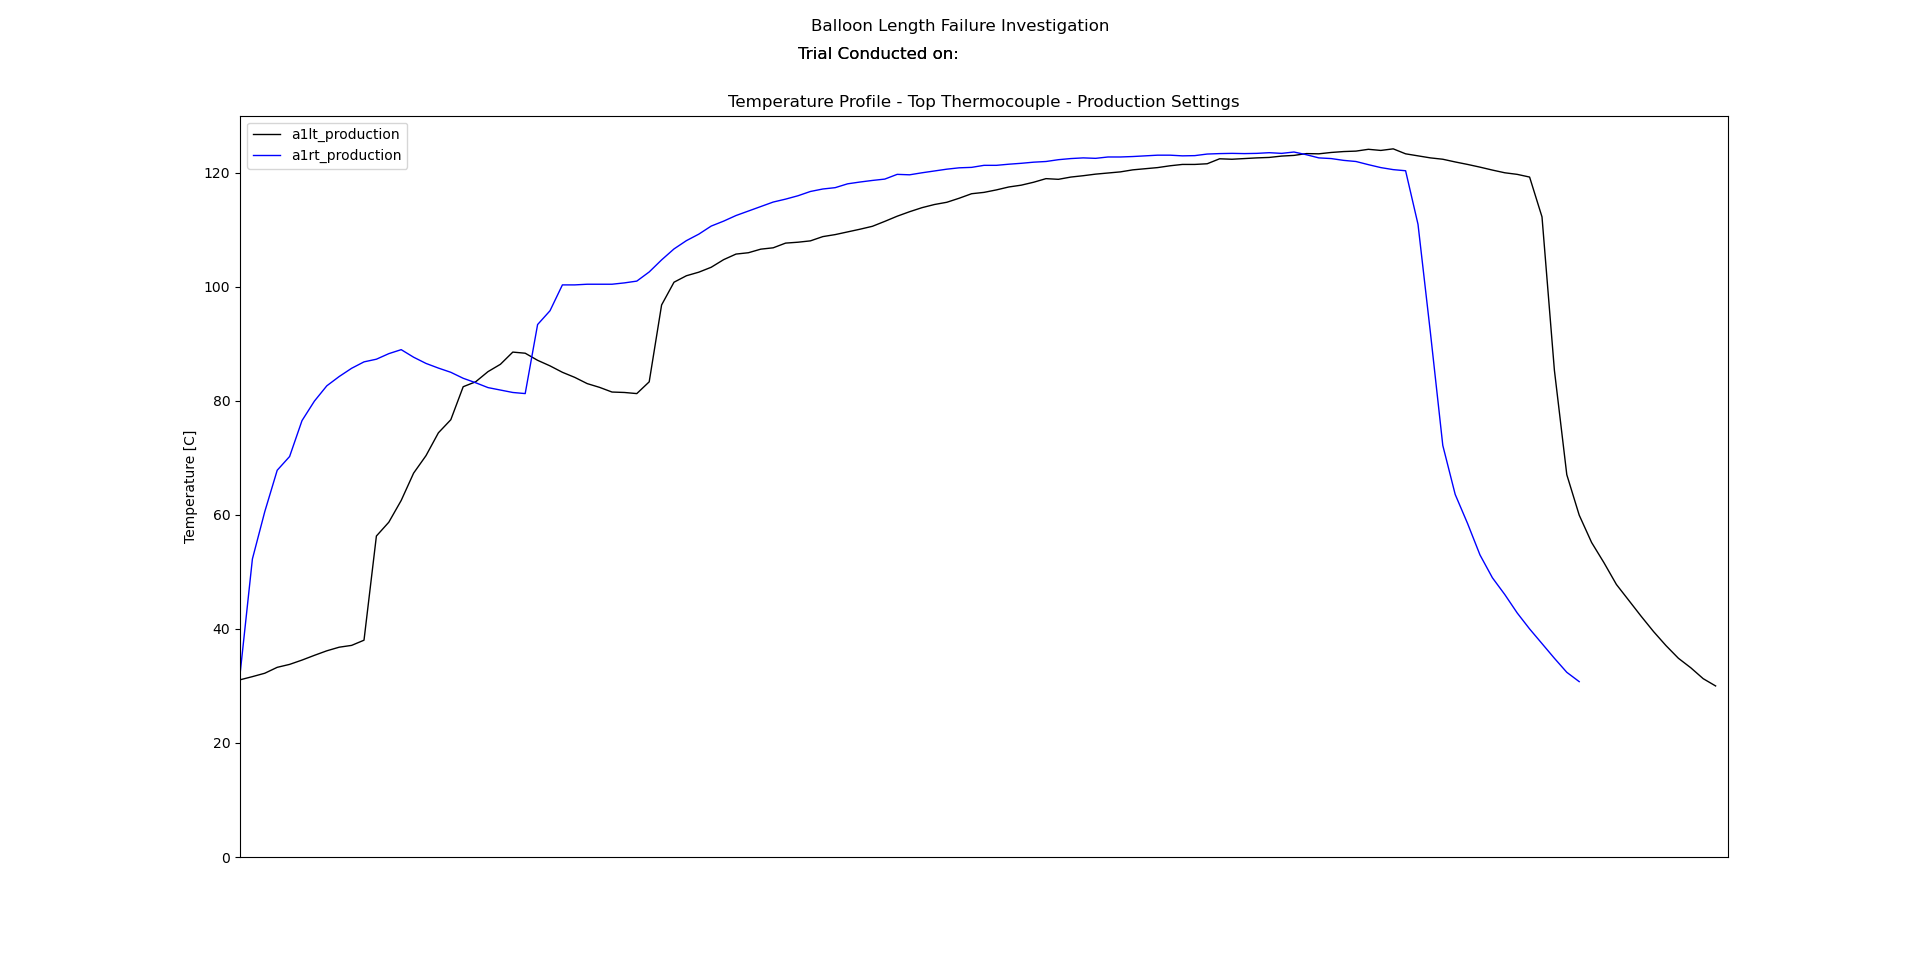 Balloon Length Failure Investigation
Trial Conducted on:
Temperature Profile - Top Thermocouple - Production Settings
a1lt_production
a1rt_production
120
100
80
60
40
20
0
Temperature [C]